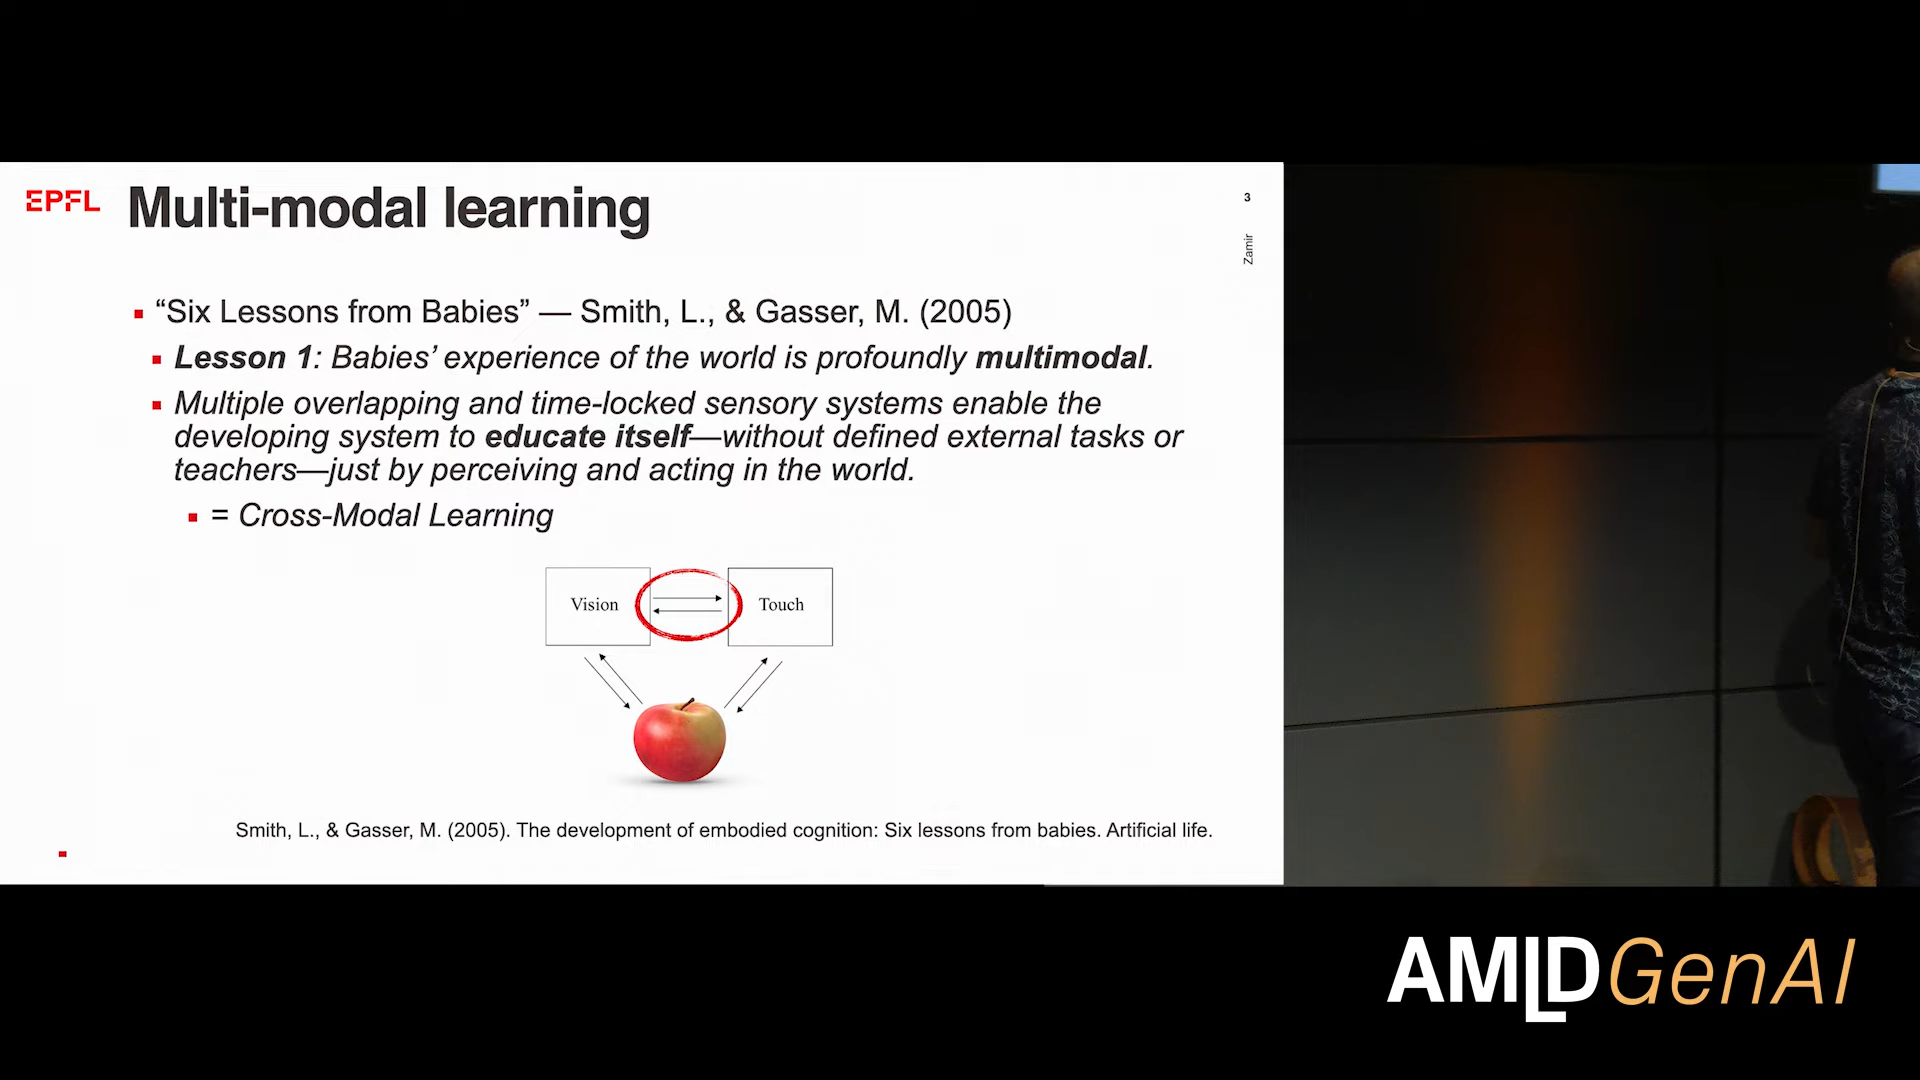 EPFL
Multi-modal learning
3
Zamir
“Six Lessons from Babies” — Smith, L., & Gasser, M. (2005)
Lesson 1: Babies’ experience of the world is profoundly multimodal.
Multiple overlapping and time-locked sensory systems enable the
developing system to educate itself—without defined external tasks or
teachers—just by perceiving and acting in the world.
= Cross-Modal Learning
Vision
Touch
Smith, L., & Gasser, M. (2005). The development of embodied cognition: Six lessons from babies. Artificial life.
AMLDGenAI